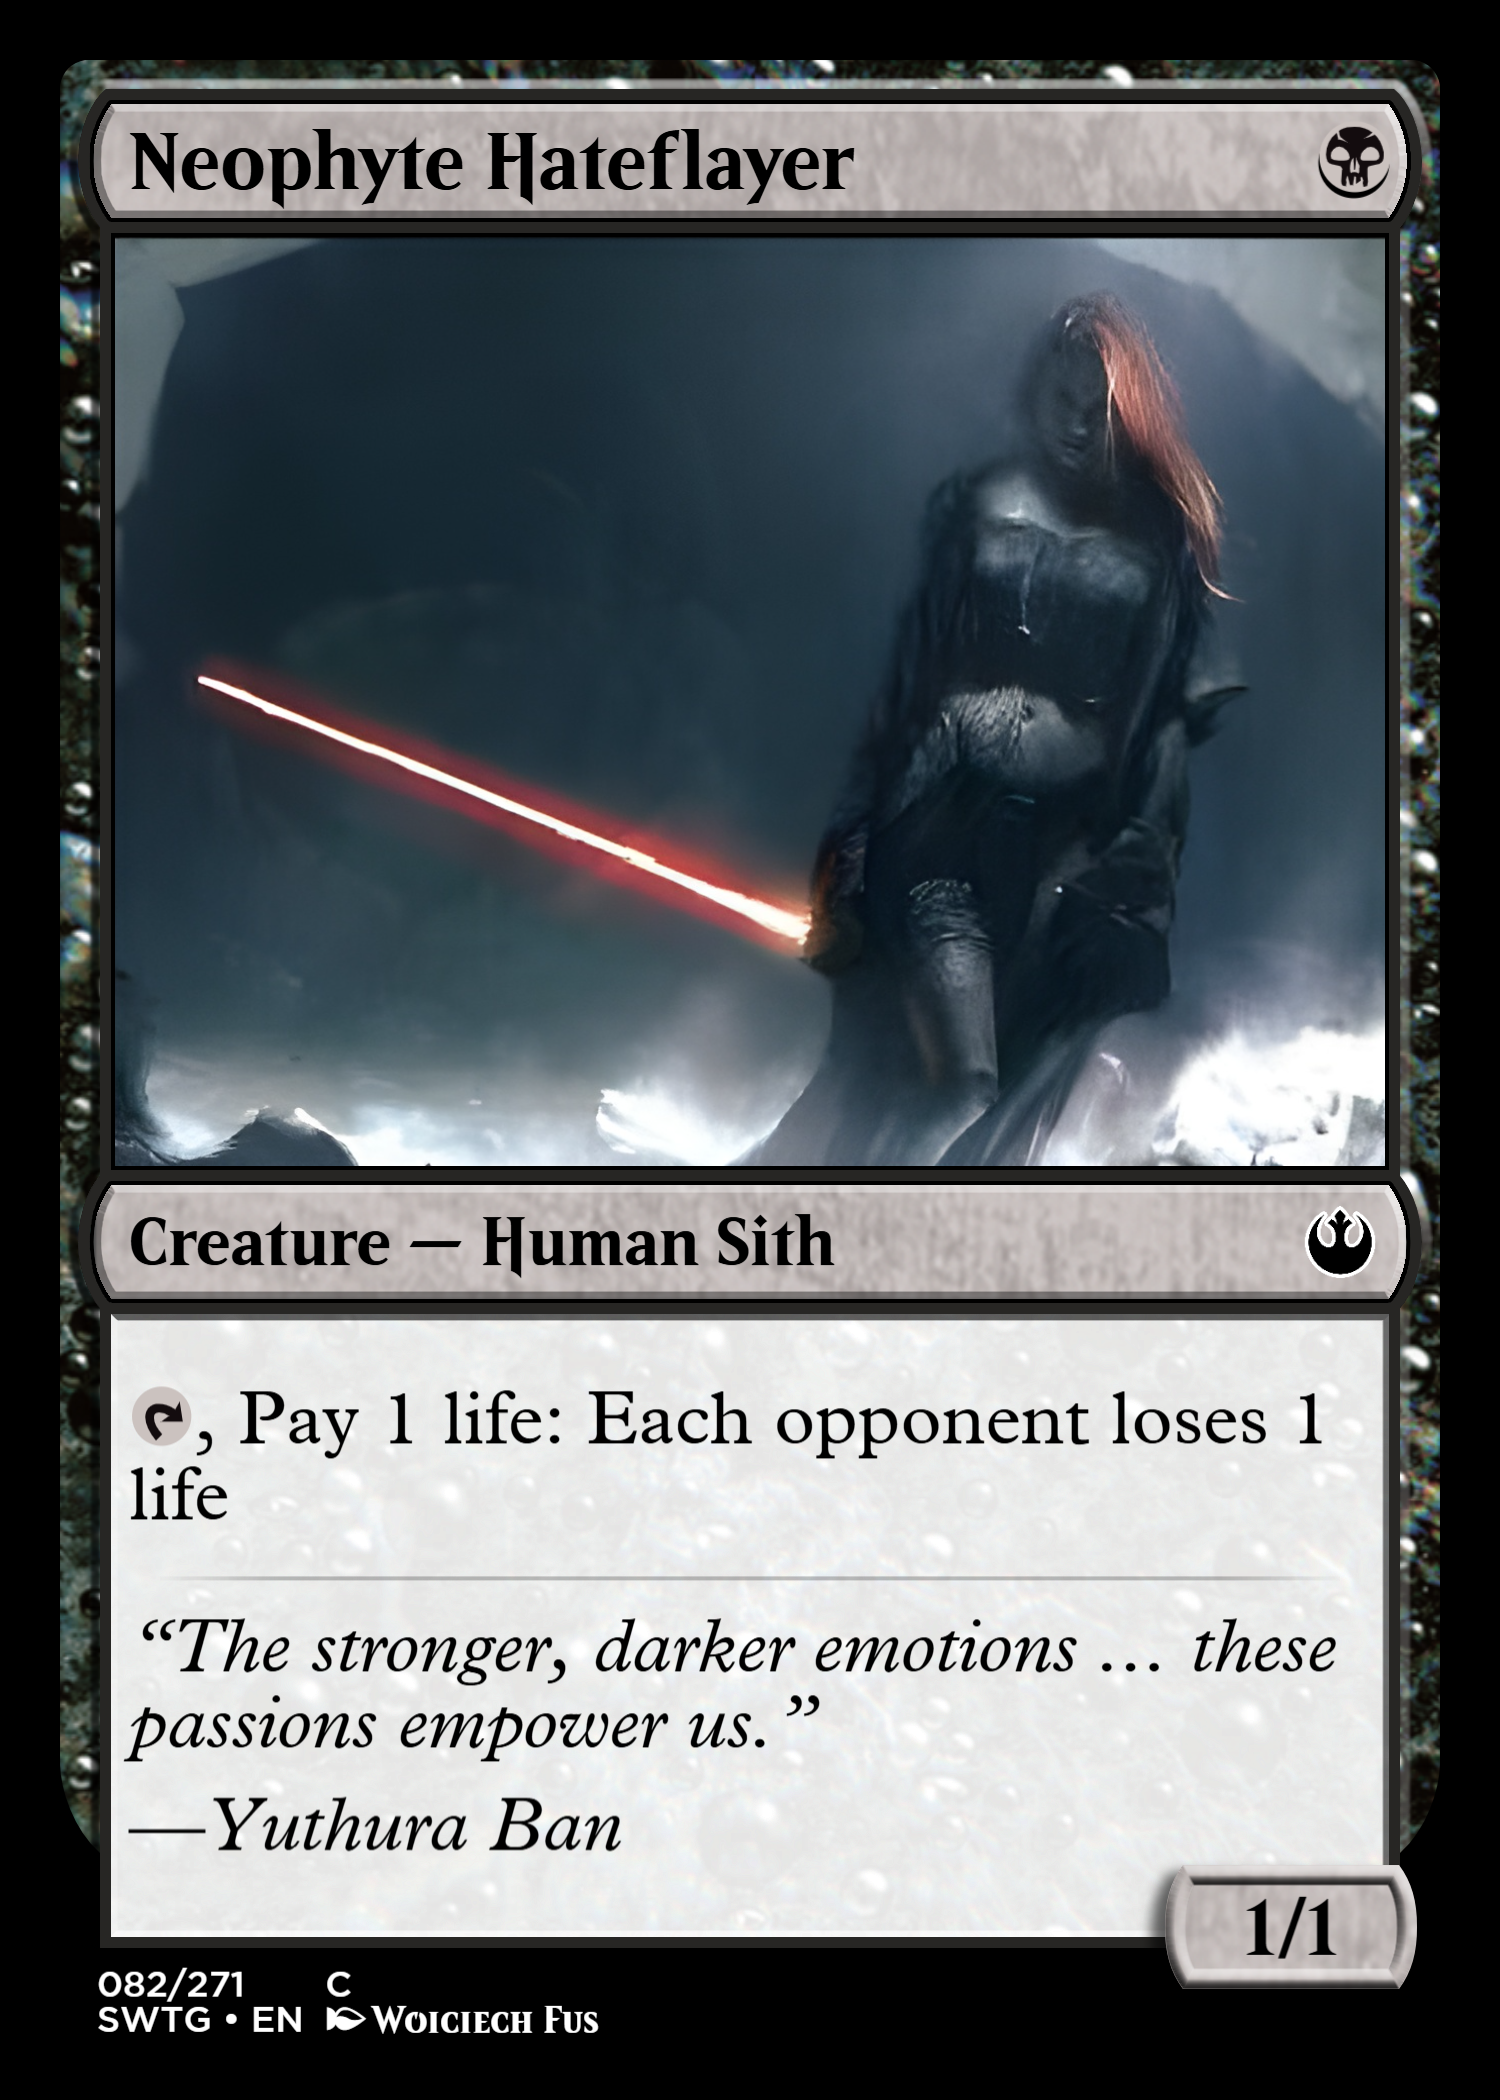 Neophyte Hateflayer
Creature — Human Sith
, Pay 1 life: Each opponent loses 1
life
“The stronger, darker emotions … these
passions empower us.”
—Yuthura Ban
1/1
082/271 C
SWTG • EN Woiciech Fus